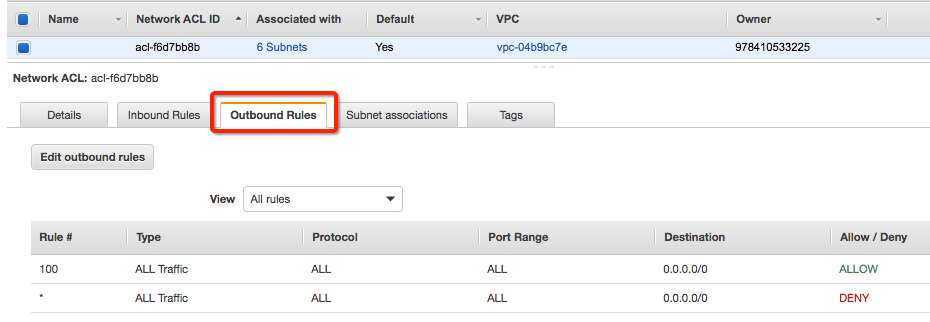 Name Network ACL ID Associated with Default VPC Owner
acl-f6d7bb8b 6 Subnets Yes vpc-04b9bc7e 978410533225
Network ACL: acl-f6d7bb8b
Details Inbound Rules Outbound Rules Subnet associations Tags
Edit outbound rules
View All rules
Rule # Type Protocol Port Range Destination Allow / Deny
100 ALL Traffic ALL ALL 0.0.0.0/0 ALLOW
* ALL Traffic ALL ALL 0.0.0.0/0 DENY